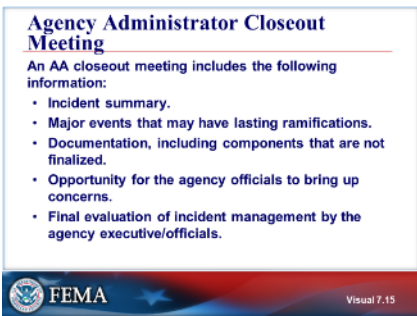 Agency Administrator Closeout
Meeting
An AA closeout meeting includes the following
information:
• Incident summary.
• Major events that may have lasting ramifications.
• Documentation, including components that are not
finalized.
• Opportunity for the agency officials to bring up
concerns.
• Final evaluation of incident management by the
agency executive/officials.
FEMA
Visual 7.15